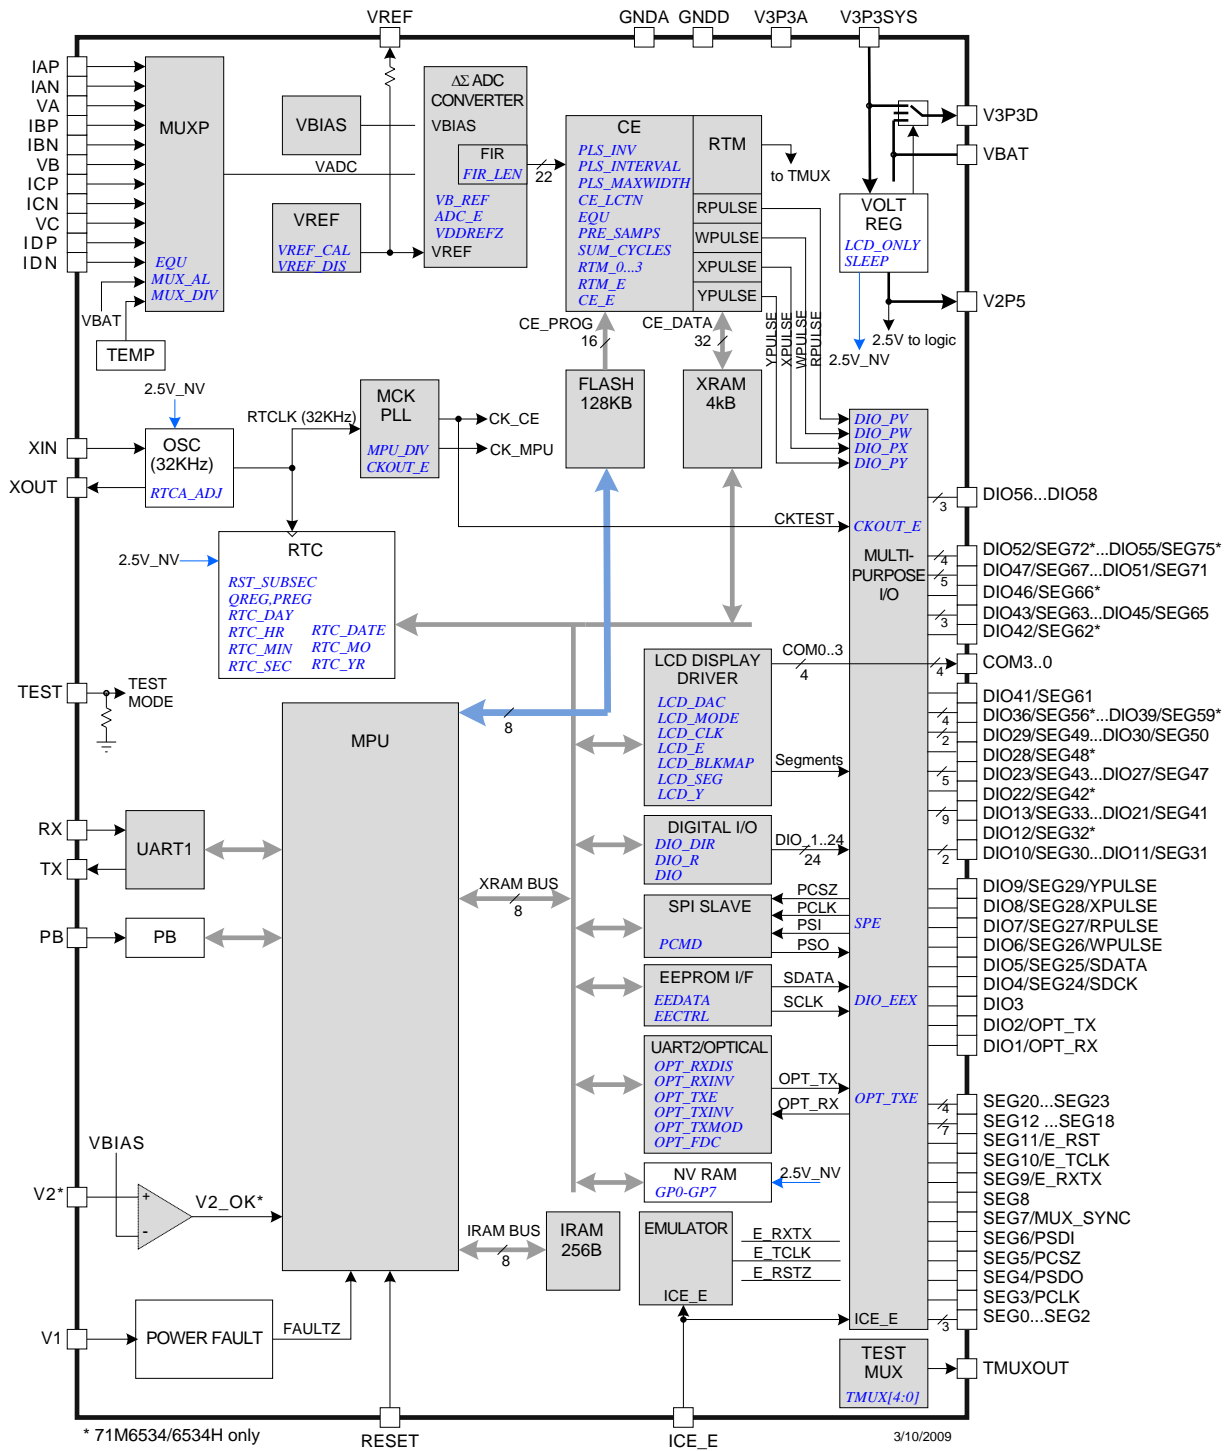 VREF
GNDA
GNDD
V3P3A
V3P3SYS
IAP
IAN
VA
IBP
IBN
VB
ICP
ICN
VC
IDP
IDN
MUXP
EQU
MUX_AL
MUX_DIV
VBAT
TEMP
VBIAS
VADC
VREF
VREF_CAL
VREF_DIS
ΔΣ ADC
CONVERTER
VBIAS
FIR
FIR_LEN
VB_REF
ADC_E
VDDREFZ
VREF
22
CE
PLS_INV
PLS_INTERVAL
PLS_MAXWIDTH
CE_LCTN
EQU
PRE_SAMPS
SUM_CYCLES
RTM_0...3
RTM_E
CE_E
RTM
RPULSE
WPULSE
XPULSE
YPULSE
to TMUX
VOLT
REG
LCD_ONLY
SLEEP
V3P3D
VBAT
V2P5
2.5V to logic
2.5V_NV
CE_PROG
16
CE_DATA
32
YPULSE
XPULSE
WPULSE
RPULSE
FLASH
128KB
XRAM
4kB
2.5V_NV
XIN
XOUT
OSC
(32KHz)
RTCA_ADJ
RTCLK (32KHz)
MCK
PLL
MPU_DIV
CKOUT_E
CK_CE
CK_MPU
2.5V_NV
RTC
RST_SUBSEC
QREG,PREG
RTC_DAY
RTC_HR
RTC_MIN
RTC_SEC
RTC_DATE
RTC_MO
RTC_YR
CKTEST
DIO_PV
DIO_PW
DIO_PX
DIO_PY
CKOUT_E
MULTI-
PURPOSE
I/O
DIO56...DIO58
3
DIO52/SEG72*...DIO55/SEG75*
4
DIO47/SEG67...DIO51/SEG71
5
DIO46/SEG66*
DIO43/SEG63...DIO45/SEG65
3
DIO42/SEG62*
COM3..0
4
DIO41/SEG61
DIO36/SEG56*...DIO39/SEG59*
4
DIO29/SEG49...DIO30/SEG50
2
DIO28/SEG48*
DIO23/SEG43...DIO27/SEG47
5
DIO22/SEG42*
DIO13/SEG33...DIO21/SEG41
9
DIO12/SEG32*
DIO10/SEG30...DIO11/SEG31
2
DIO9/SEG29/YPULSE
DIO8/SEG28/XPULSE
DIO7/SEG27/RPULSE
DIO6/SEG26/WPULSE
DIO5/SEG25/SDATA
DIO4/SEG24/SDCK
DIO3
DIO2/OPT_TX
DIO1/OPT_RX
SEG20...SEG23
4
SEG12 ...SEG18
7
SEG11/E_RST
SEG10/E_TCLK
SEG9/E_RXTX
SEG8
SEG7/MUX_SYNC
SEG6/PSDI
SEG5/PCSZ
SEG4/PSDO
SEG3/PCLK
SEG0...SEG2
3
TMUXOUT
TEST
TEST
MODE
MPU
8
LCD DISPLAY
DRIVER
LCD_DAC
LCD_MODE
LCD_CLK
LCD_E
LCD_BLKMAP
LCD_SEG
LCD_Y
COM0..3
4
Segments
RX
TX
UART1
PB
PB
XRAM BUS
8
DIGITAL I/O
DIO_DIR
DIO_R
DIO
DIO_1..24
24
SPI SLAVE
PCMD
PCSZ
PCLK
PSI
PSO
SPE
EEPROM I/F
EEDATA
EECTRL
SDATA
SCLK
DIO_EEX
UART2/OPTICAL
OPT_RXDIS
OPT_RXINV
OPT_TXE
OPT_TXINV
OPT_TXMOD
OPT_FDC
OPT_TX
OPT_RX
OPT_TXE
NV RAM
GP0-GP7
2.5V_NV
VBIAS
V2*
+
-
V2_OK*
IRAM BUS
8
IRAM
256B
EMULATOR
ICE_E
E_RXTX
E_TCLK
E_RSTZ
ICE_E
V1
POWER FAULT
FAULTZ
TEST
MUX
TMUX[4:0]
* 71M6534/6534H only
RESET
ICE_E
3/10/2009